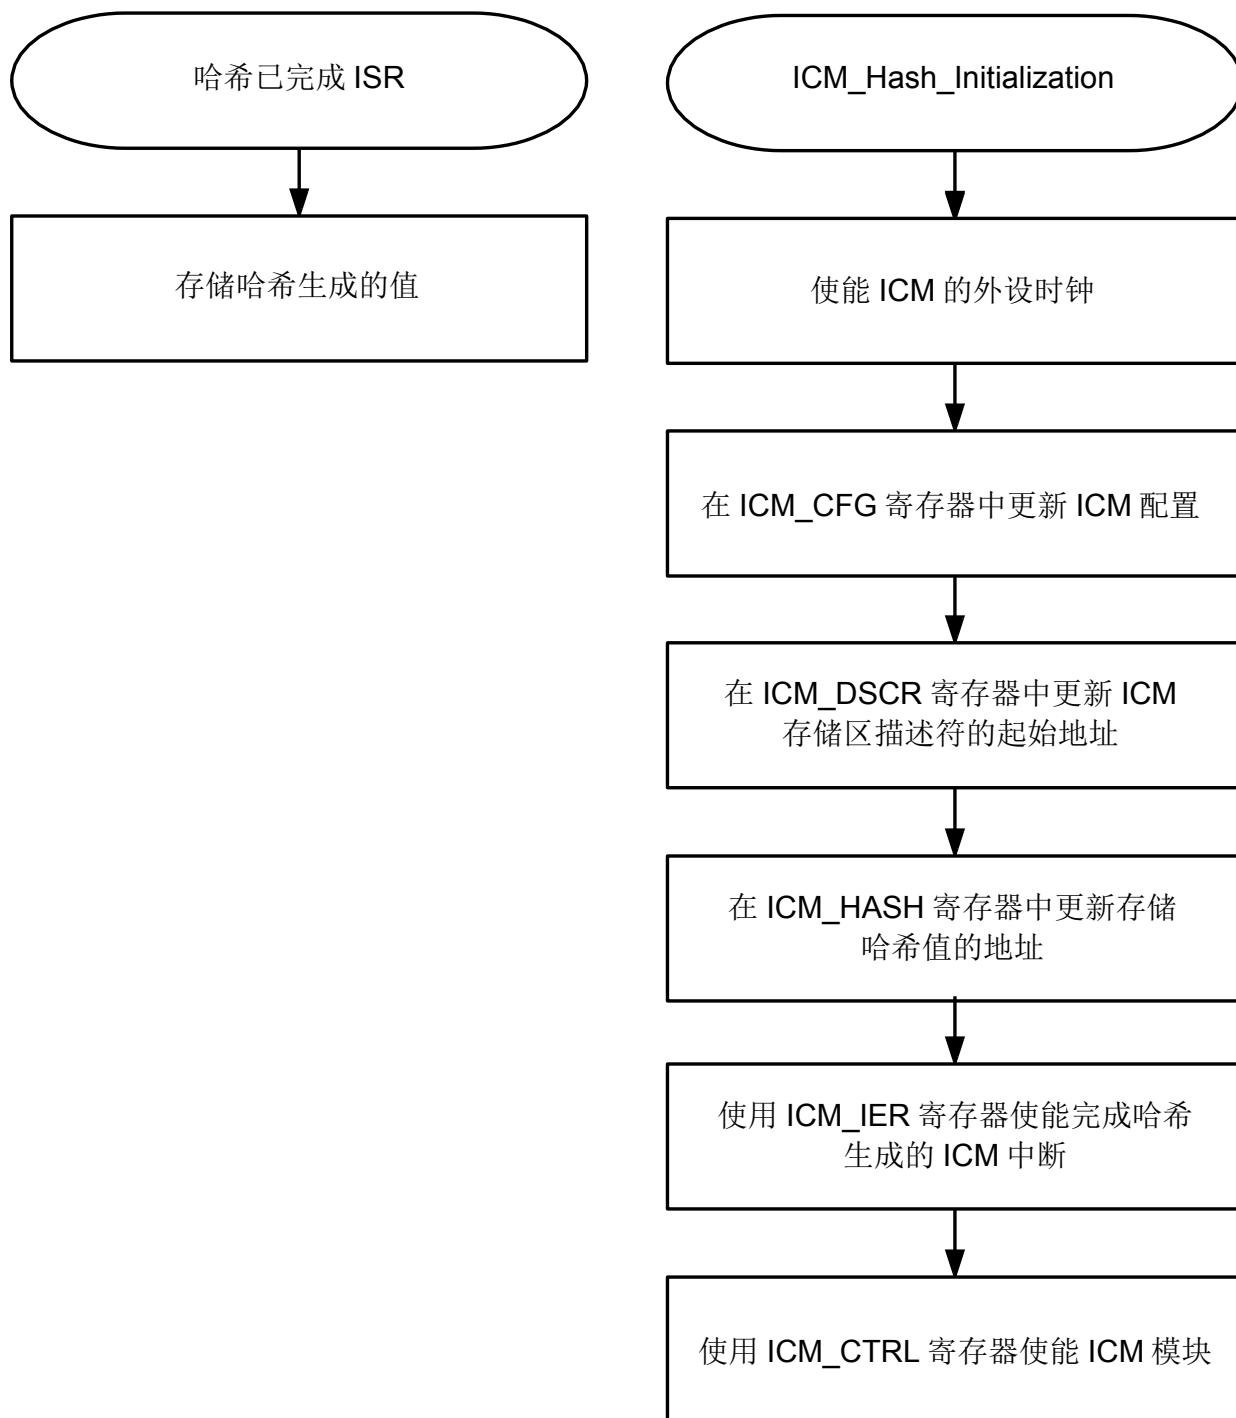 哈希已完成 ISR
存储哈希生成的值
ICM_Hash_Initialization
使能 ICM 的外设时钟
在 ICM_CFG 寄存器中更新 ICM 配置
在 ICM_DSCR 寄存器中更新 ICM
存储区描述符的起始地址
在 ICM_HASH 寄存器中更新存储
哈希值的地址
使用 ICM_IER 寄存器使能完成哈希
生成的 ICM 中断
使用 ICM_CTRL 寄存器使能 ICM 模块